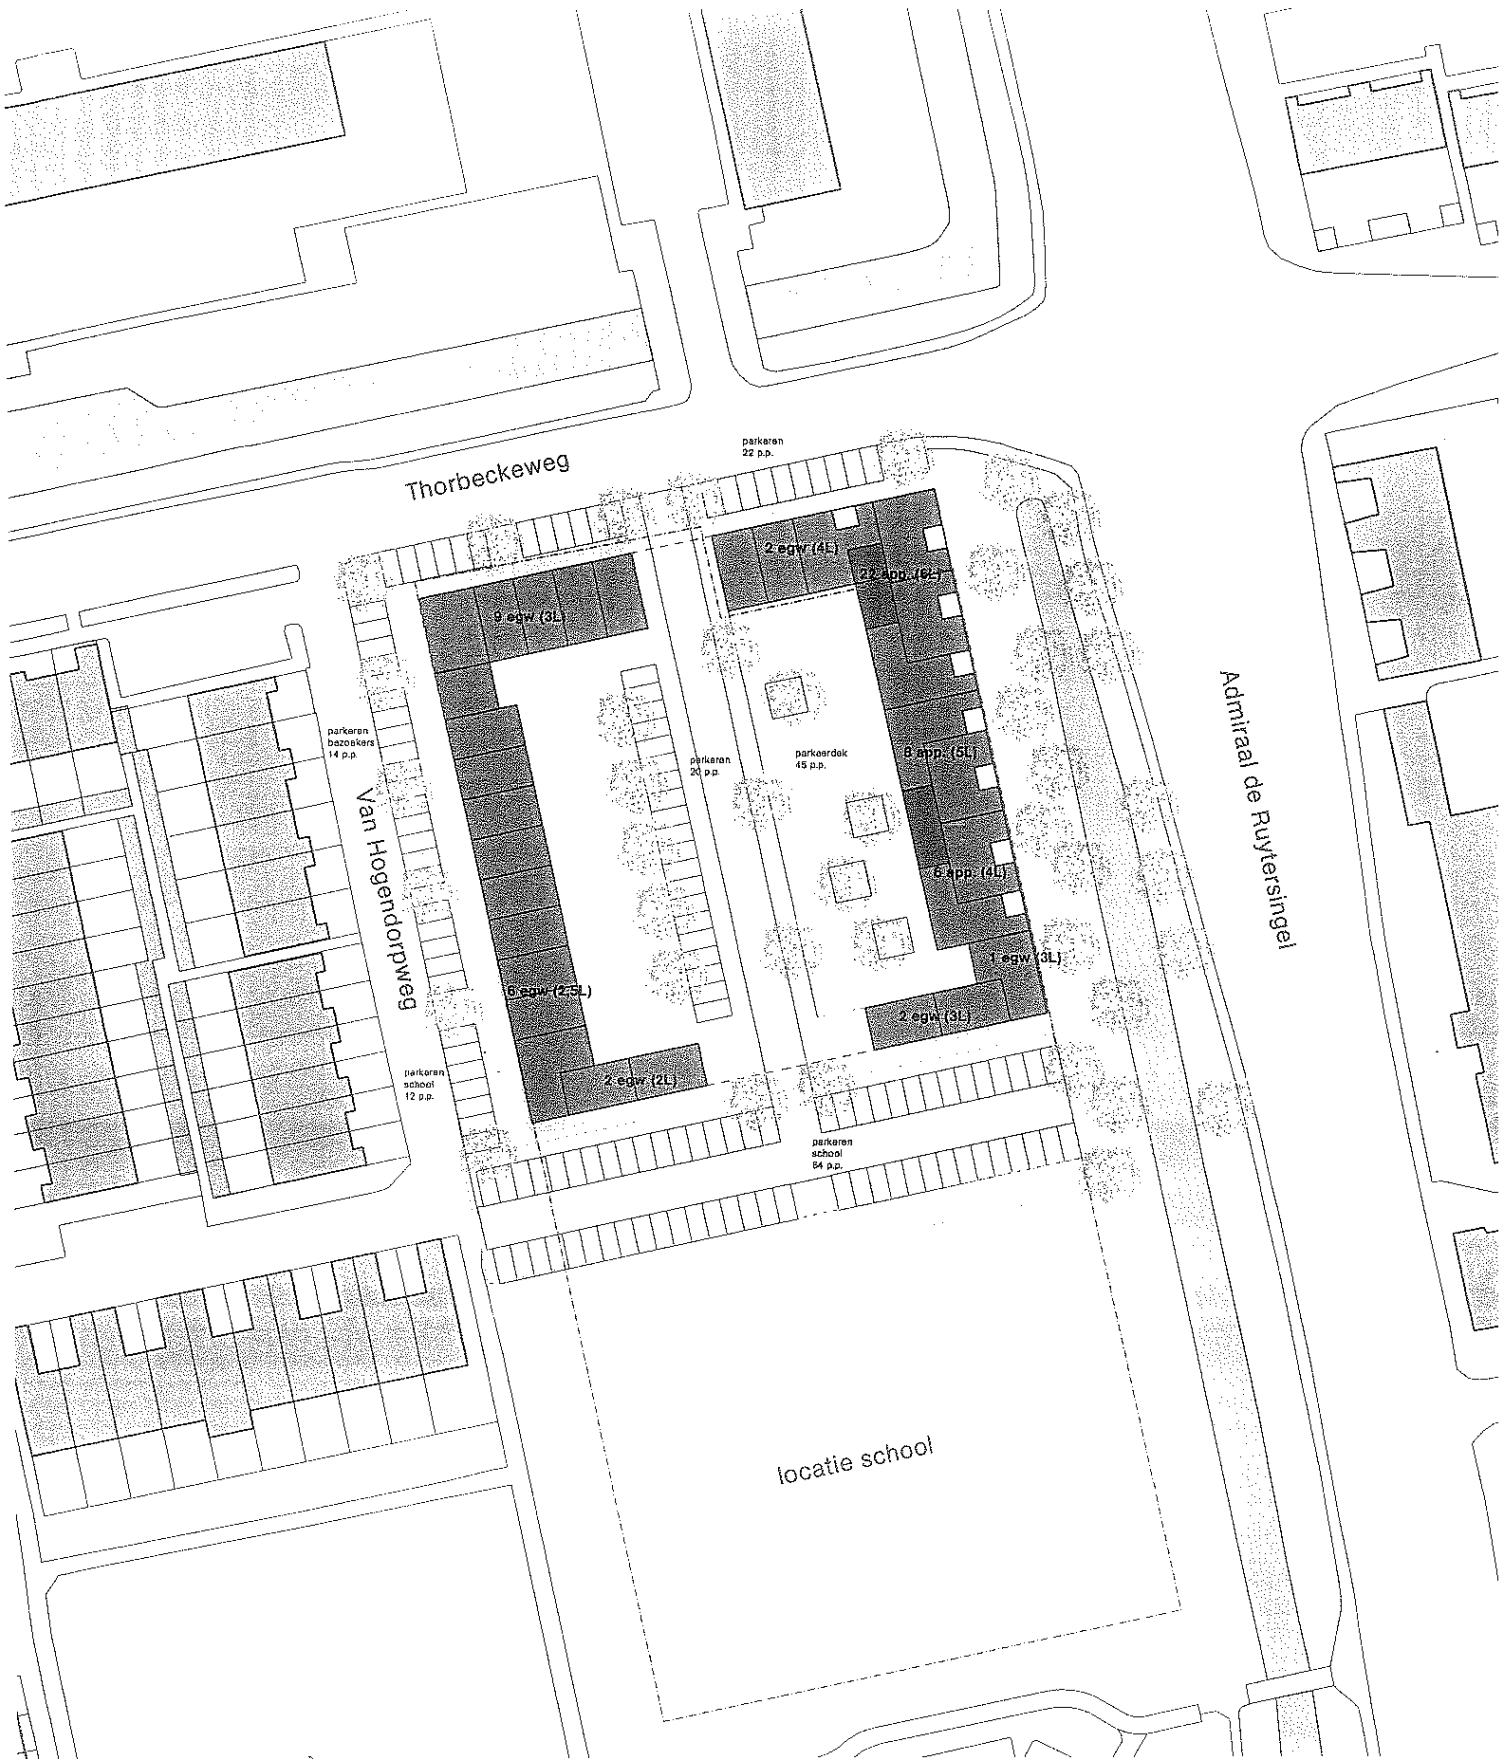 parkeren
22 p.p.
Thorbeckeweg
2 egw (4L)
22 app. (6L)
9 egw (3L)
parkeren
bezoekers
14 p.p.
parkeren
20 p.p.
parkeerdek
45 p.p.
8 app. (5L)
Admiraal de Ruytersingel
Van Hogendorpweg
6 app. (4L)
1 egw (3L)
6 egw (2,5L)
2 egw (3L)
parkeren
school
12 p.p.
2 egw (2L)
parkeren
school
64 p.p.
locatie school